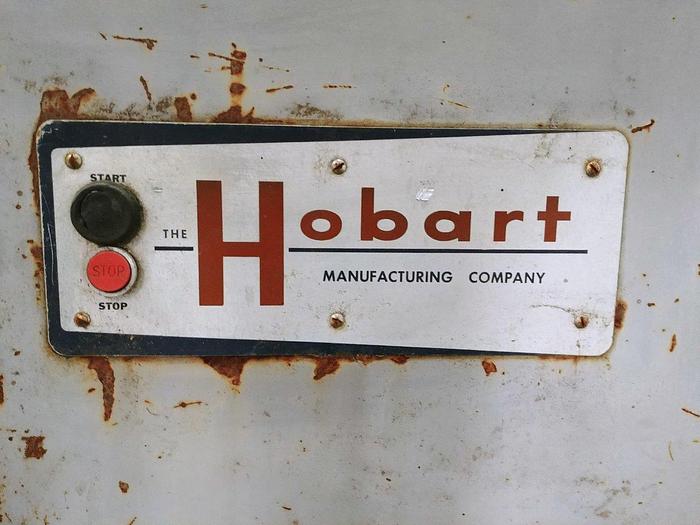 START
STOP
STOP
THE Hobart
MANUFACTURING COMPANY